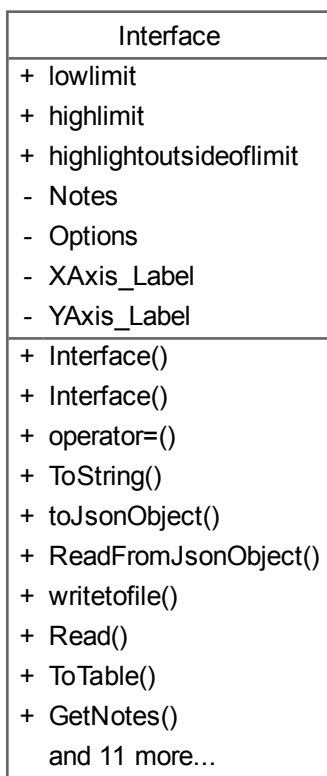 Interface
+ lowlimit
+ highlimit
+ highlightoutsideoflimit
- Notes
- Options
- XAxis_Label
- YAxis_Label
+ Interface()
+ Interface()
+ operator=()
+ ToString()
+ toJsonObject()
+ ReadFromJsonObject()
+ writetofile()
+ Read()
+ ToTable()
+ GetNotes()
and 11 more...